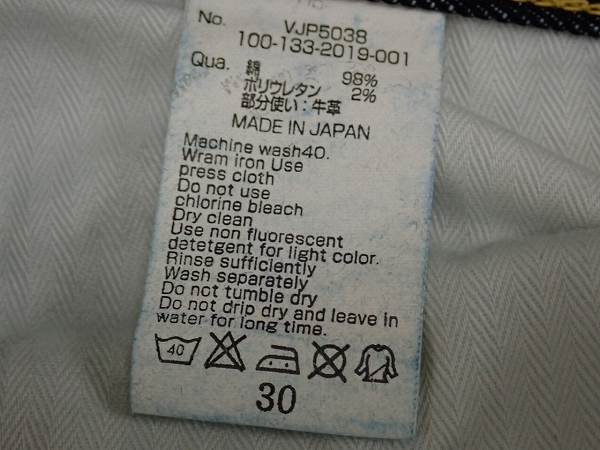 No. VJP5038
100-133-2019-001
Qua. 綿 98%
ポリウレタン 2%
部分使い:牛革
MADE IN JAPAN
Machine wash40.
Wram iron Use
press cloth
Do not use
chlorine bleach
Dry clean
Use non fluorescent
detetgent for light color.
Rinse sufficiently
Wash separately
Do not tumble dry
Do not drip dry and leave in
water for long time.
40
30